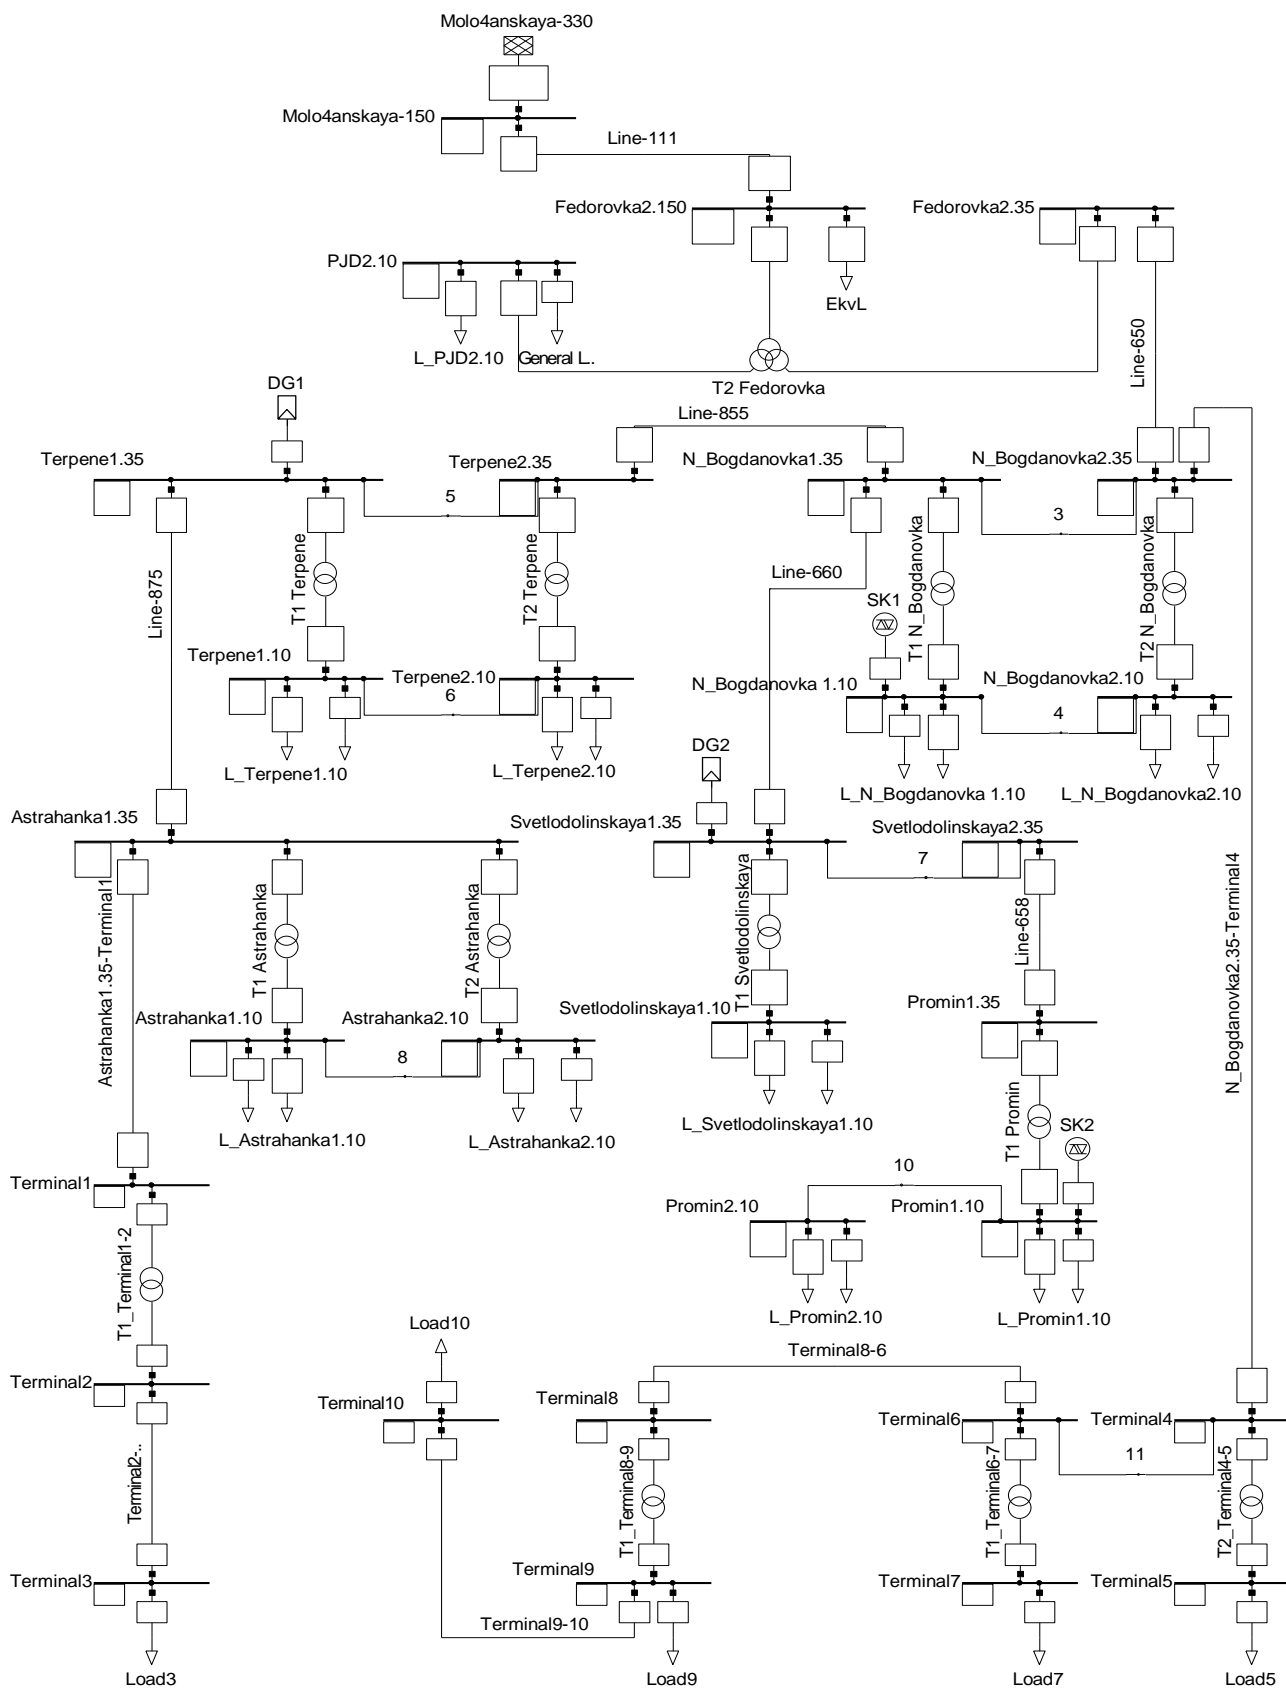 Molo4anskaya-330
Molo4anskaya-150
Line-111
Fedorovka2.150
Fedorovka2.35
PJD2.10
EkvL
L_PJD2.10
General L..
T2 Fedorovka
Line-650
DG1
Line-855
Terpene1.35
Terpene2.35
N_Bogdanovka1.35
N_Bogdanovka2.35
5
3
Line-875
T1 Terpene
T2 Terpene
Line-660
SK1
T1 N_Bogdanovka
T2 N_Bogdanovka
Terpene1.10
Terpene2.10
N_Bogdanovka 1.10
N_Bogdanovka2.10
6
4
L_Terpene1.10
L_Terpene2.10
DG2
L_N_Bogdanovka 1.10
L_N_Bogdanovka2.10
Astrahanka1.35
Svetlodolinskaya1.35
Svetlodolinskaya2.35
7
Astrahanka1.35-Terminal1
T1 Astrahanka
T2 Astrahanka
T1 Svetlodolinskaya
Line-658
N_Bogdanovka2.35-Terminal4
Astrahanka1.10
Astrahanka2.10
Svetlodolinskaya1.10
Promin1.35
8
L_Astrahanka1.10
L_Astrahanka2.10
L_Svetlodolinskaya1.10
T1 Promin
SK2
Terminal1
10
Promin2.10
Promin1.10
T1_Terminal1-2
L_Promin2.10
L_Promin1.10
Load10
Terminal8-6
Terminal2
Terminal10
Terminal8
Terminal6
Terminal4
11
Terminal2-..
T1_Terminal8-9
T1_Terminal6-7
T2_Terminal4-5
Terminal3
Terminal9
Terminal7
Terminal5
Terminal9-10
Load3
Load9
Load7
Load5